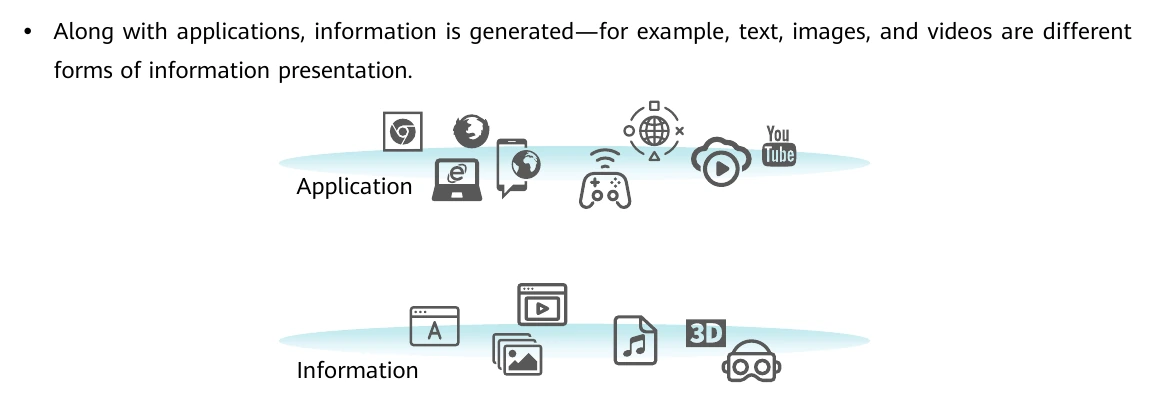 • Along with applications, information is generated—for example, text, images, and videos are different
forms of information presentation.
You
Tube
Application
A
3D
Information